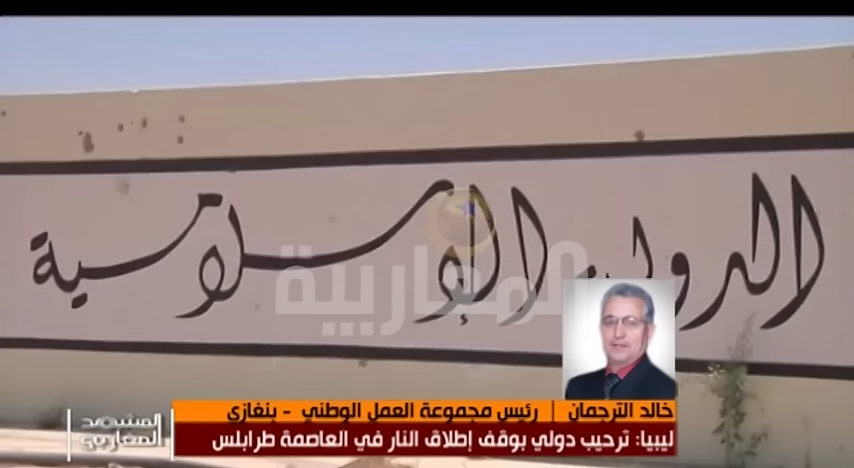 الدولة الإسلامية
المغاربية
خالد الترجمان | رئيس مجموعة العمل الوطني - بنغازي
ليبيا: ترحيب دولي بوقف إطلاق النار في العاصمة طرابلس
المشهد
المغاربي